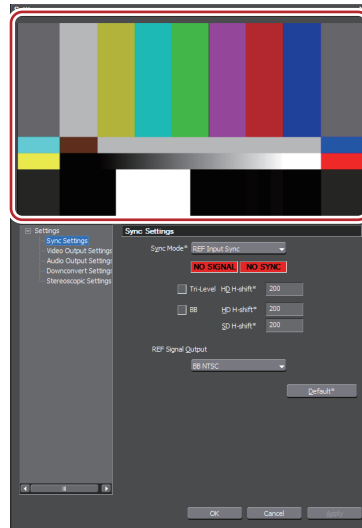 Settings
Sync Settings
Video Output Settings
Audio Output Settings
Downconvert Settings
Stereoscopic Settings
Sync Settings
Sync Mode* REF Input Sync
NO SIGNAL NO SYNC
Tri-Level HD H-shift* 200
BB HD H-shift* 200
SD H-shift* 200
REF Signal Output
BB NTSC
Default*
OK Cancel Apply